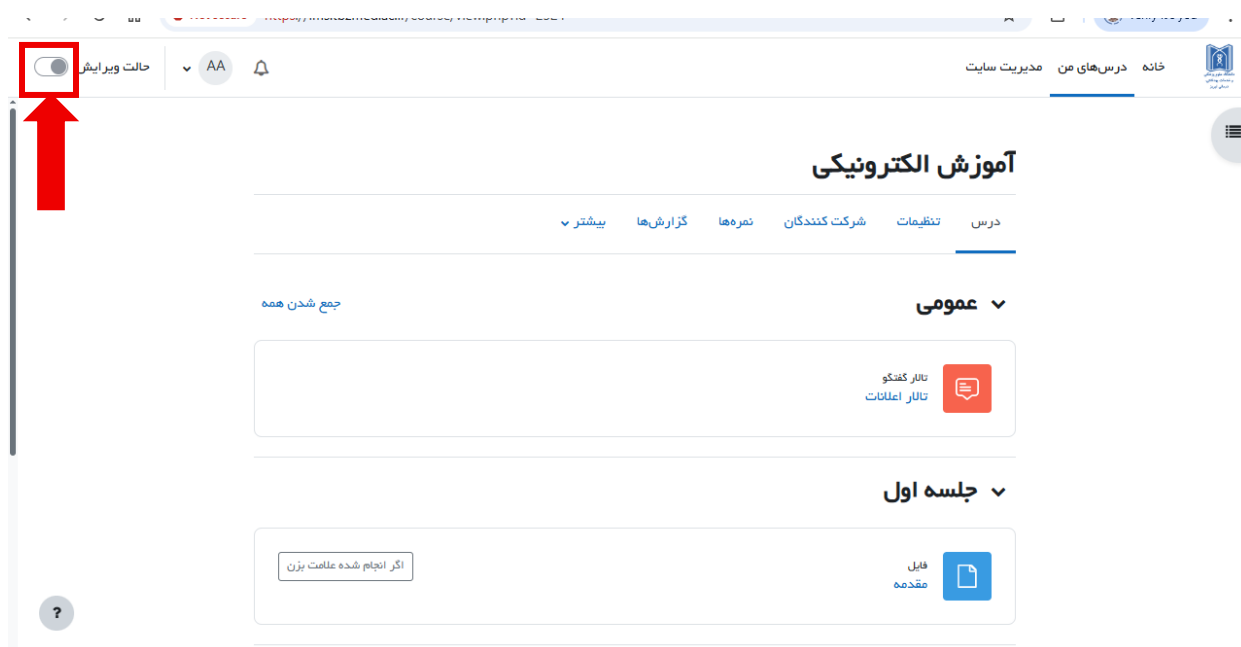 خانه درس‌های من مدیریت سایت
AA
حالت ویرایش
آموزش الکترونیکی
درس تنظیمات شرکت کنندگان نمره‌ها گزارش‌ها بیشتر
عمومی
جمع شدن همه
تالار گفتگو
تالار اعلانات
جلسه اول
فایل
مقدمه
اگر انجام شده علامت بزن
?